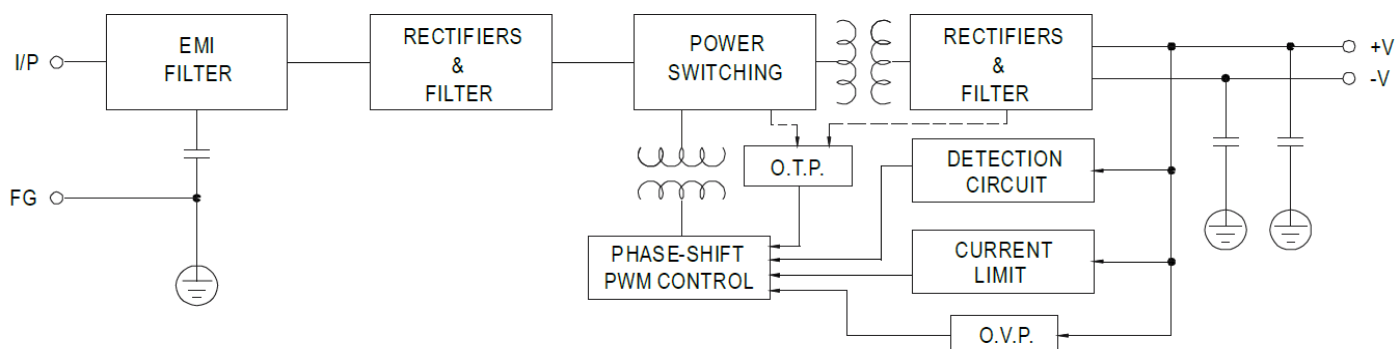 I/P
EMI
FILTER
RECTIFIERS
&
FILTER
POWER
SWITCHING
RECTIFIERS
&
FILTER
+V
-V
O.T.P.
DETECTION
CIRCUIT
FG
PHASE-SHIFT
PWM CONTROL
CURRENT
LIMIT
O.V.P.